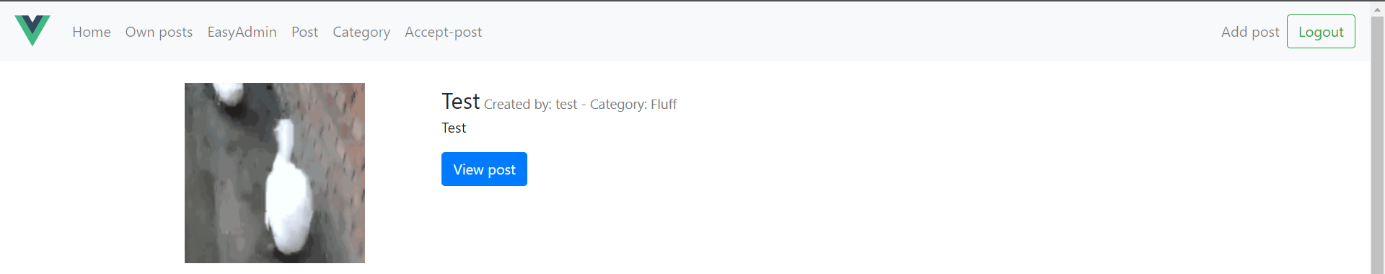 Home Own posts EasyAdmin Post Category Accept-post Add post Logout
Test Created by: test - Category: Fluff
Test
View post